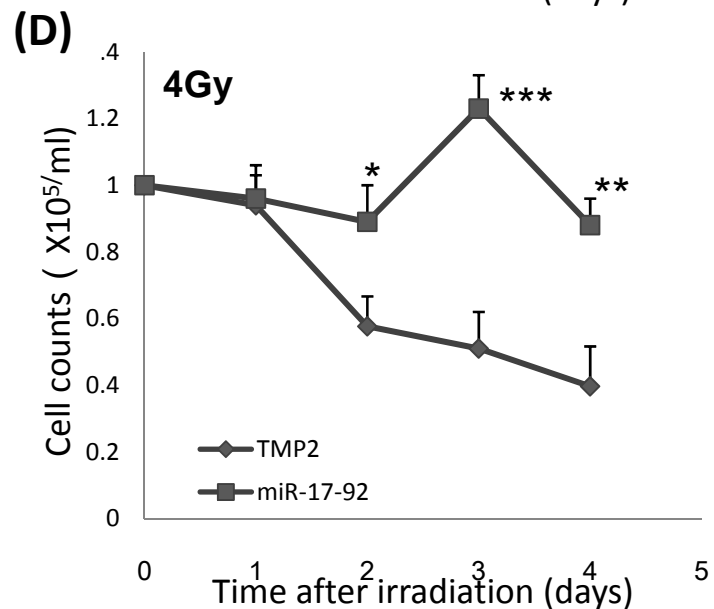 (D)
.4
4Gy
1.2
***
1
*
**
0.8
0.6
0.4
0.2
0
Cell counts ( X10⁵/ml)
TMP2
miR-17-92
0 1 2 3 4 5
Time after irradiation (days)